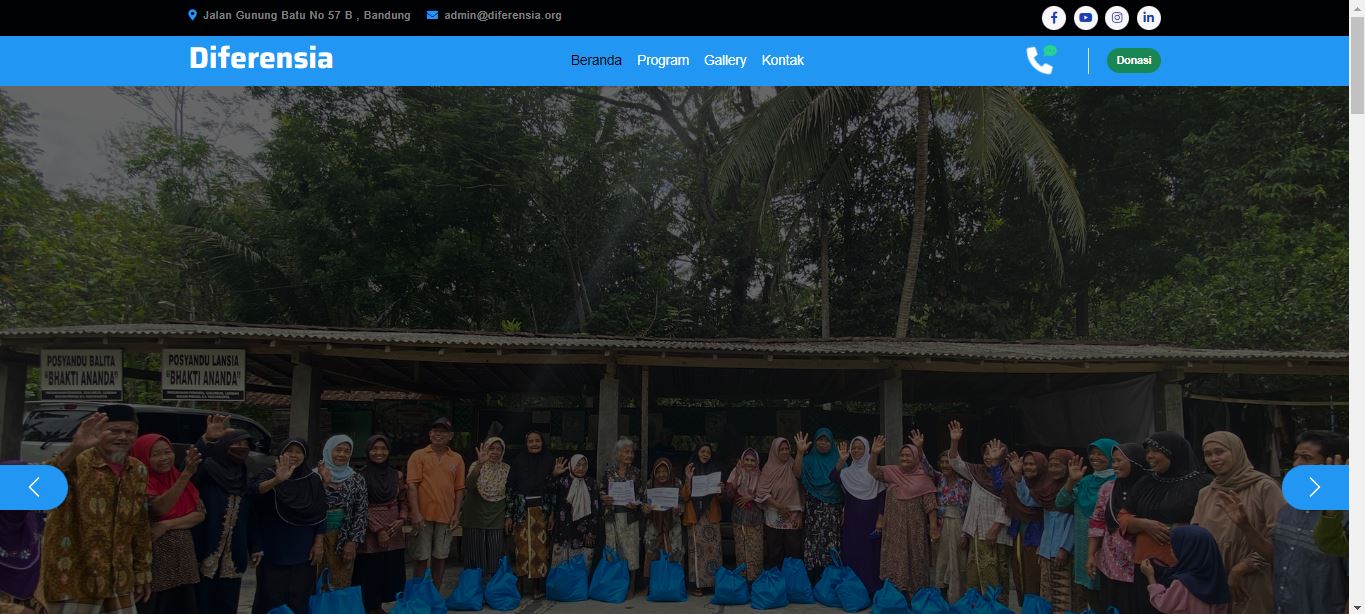 Jalan Gunung Batu No 57 B , Bandung
admin@diferensia.org
Diferensia
Beranda
Program
Gallery
Kontak
Donasi
POSYANDU BALITA
"BHAKTI ANANDA"
POSYANDU LANSIA
"BHAKTI ANANDA"